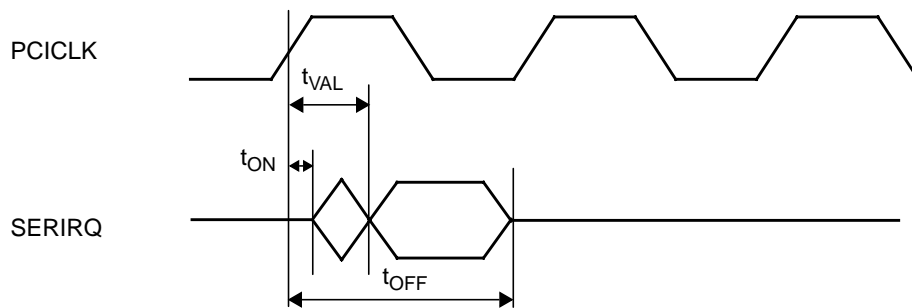 PCICLK
tVAL
tON
SERIRQ
tOFF